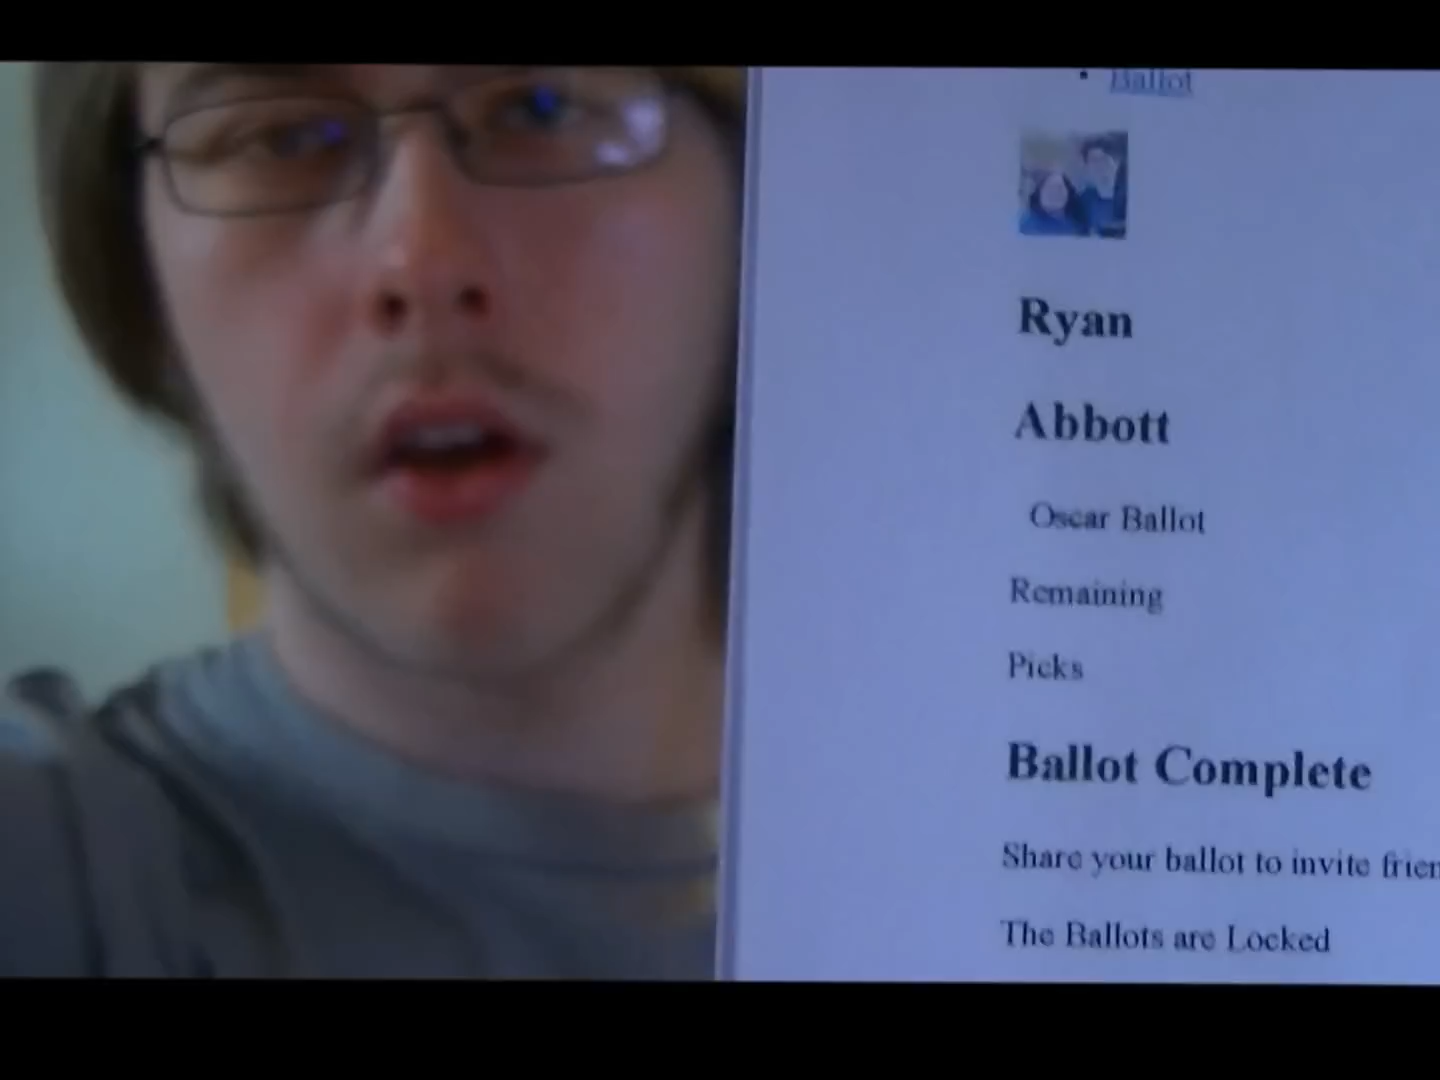 Ballot
Ryan
Abbott
Oscar Ballot
Remaining
Picks
Ballot Complete
Share your ballot to invite
The Ballots are Locked